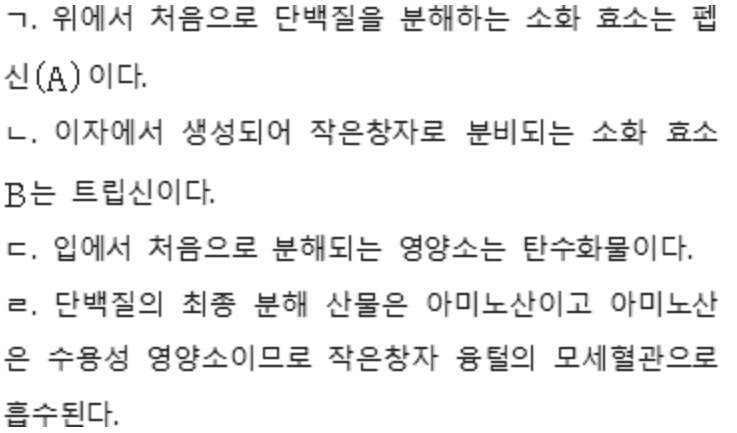 ㄱ. 위에서 처음으로 단백질을 분해하는 소화 효소는 펩
신(A)이다.
ㄴ. 이자에서 생성되어 작은창자로 분비되는 소화 효소
B는 트립신이다.
ㄷ. 입에서 처음으로 분해되는 영양소는 탄수화물이다.
ㄹ. 단백질의 최종 분해 산물은 아미노산이고 아미노산
은 수용성 영양소이므로 작은창자 융털의 모세혈관으로
흡수된다.